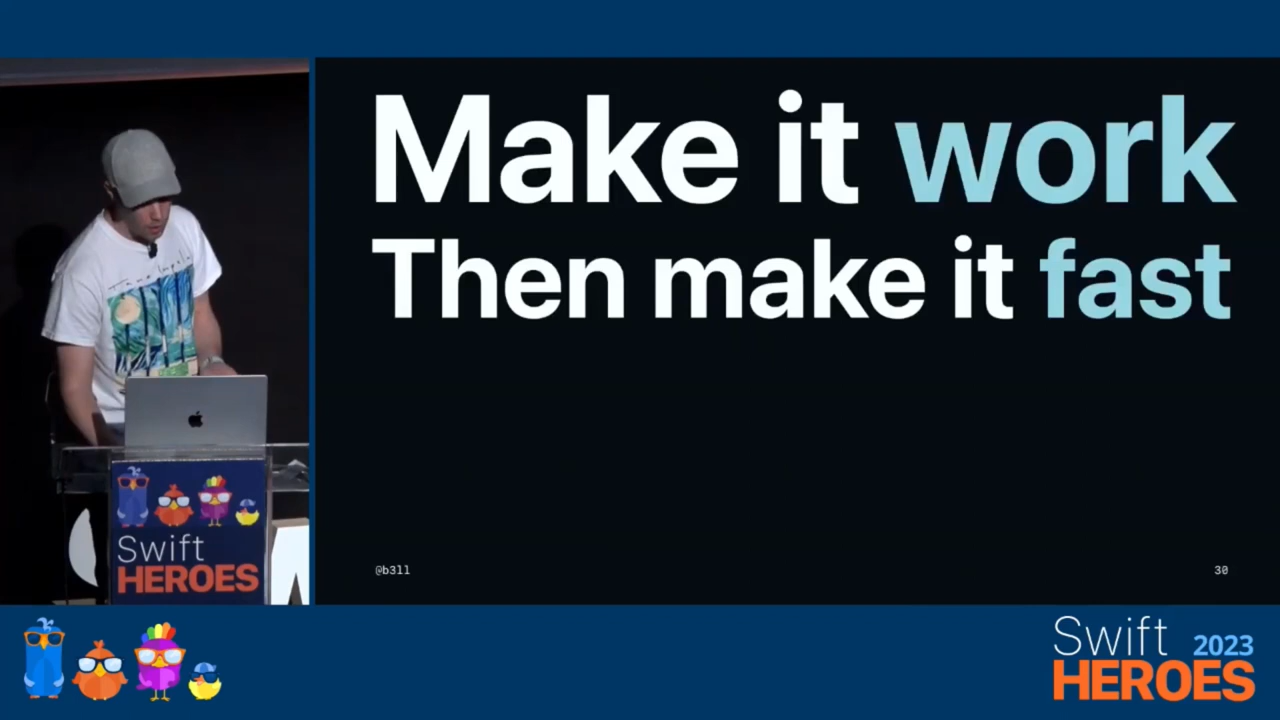 Make it work
Then make it fast
@b3ll
30
Swift
HEROES
Swift 2023
HEROES